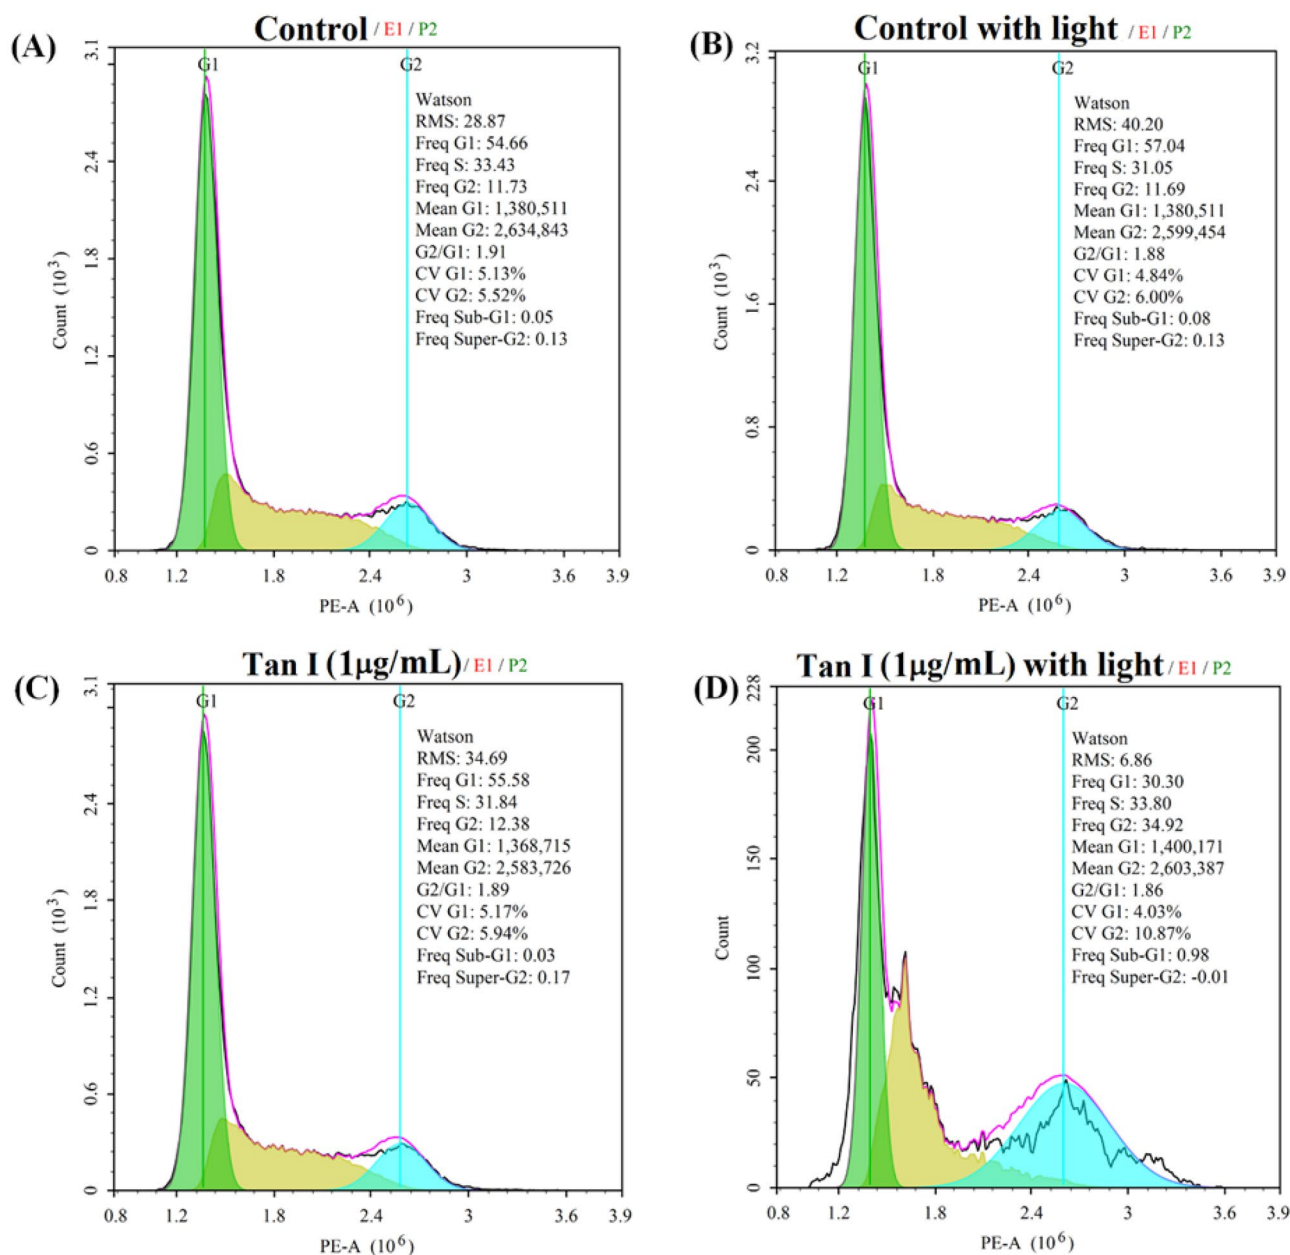 (A)
Control / E1 / P2
3.1
G1
G2
Watson
RMS: 28.87
Freq G1: 54.66
Freq S: 33.43
Freq G2: 11.73
Mean G1: 1,380,511
Mean G2: 2,634,843
G2/G1: 1.91
CV G1: 5.13%
CV G2: 5.52%
Freq Sub-G1: 0.05
Freq Super-G2: 0.13
2.4
1.8
1.2
0.6
0
Count (10³)
0.8 1.2 1.8 2.4 3 3.9
PE-A (10⁶)
(B)
Control with light / E1 / P2
3.2
G1
G2
Watson
RMS: 40.20
Freq G1: 57.04
Freq S: 31.05
Freq G2: 11.69
Mean G1: 1,380,511
Mean G2: 2,599,454
G2/G1: 1.88
CV G1: 4.84%
CV G2: 6.00%
Freq Sub-G1: 0.08
Freq Super-G2: 0.13
2.4
1.6
0.8
0
Count (10³)
0.8 1.2 1.8 2.4 3 3.6 3.9
PE-A (10⁶)
(C)
Tan I (1µg/mL) / E1 / P2
3.1
G1
G2
Watson
RMS: 34.69
Freq G1: 55.58
Freq S: 31.84
Freq G2: 12.38
Mean G1: 1,368,715
Mean G2: 2,583,726
G2/G1: 1.89
CV G1: 5.17%
CV G2: 5.94%
Freq Sub-G1: 0.03
Freq Super-G2: 0.17
2.4
1.8
1.2
0.6
0
Count (10³)
0.8 1.2 1.8 2.4 3 3.9
PE-A (10⁶)
(D)
Tan I (1µg/mL) with light / E1 / P2
228
G1
G2
Watson
RMS: 6.86
Freq G1: 30.30
Freq S: 33.80
Freq G2: 34.92
Mean G1: 1,400,171
Mean G2: 2,603,387
G2/G1: 1.86
CV G1: 4.03%
CV G2: 10.87%
Freq Sub-G1: 0.98
Freq Super-G2: -0.01
200
150
100
50
0
Count
0.8 1.2 1.8 2.4 3 3.6 3.9
PE-A (10⁶)